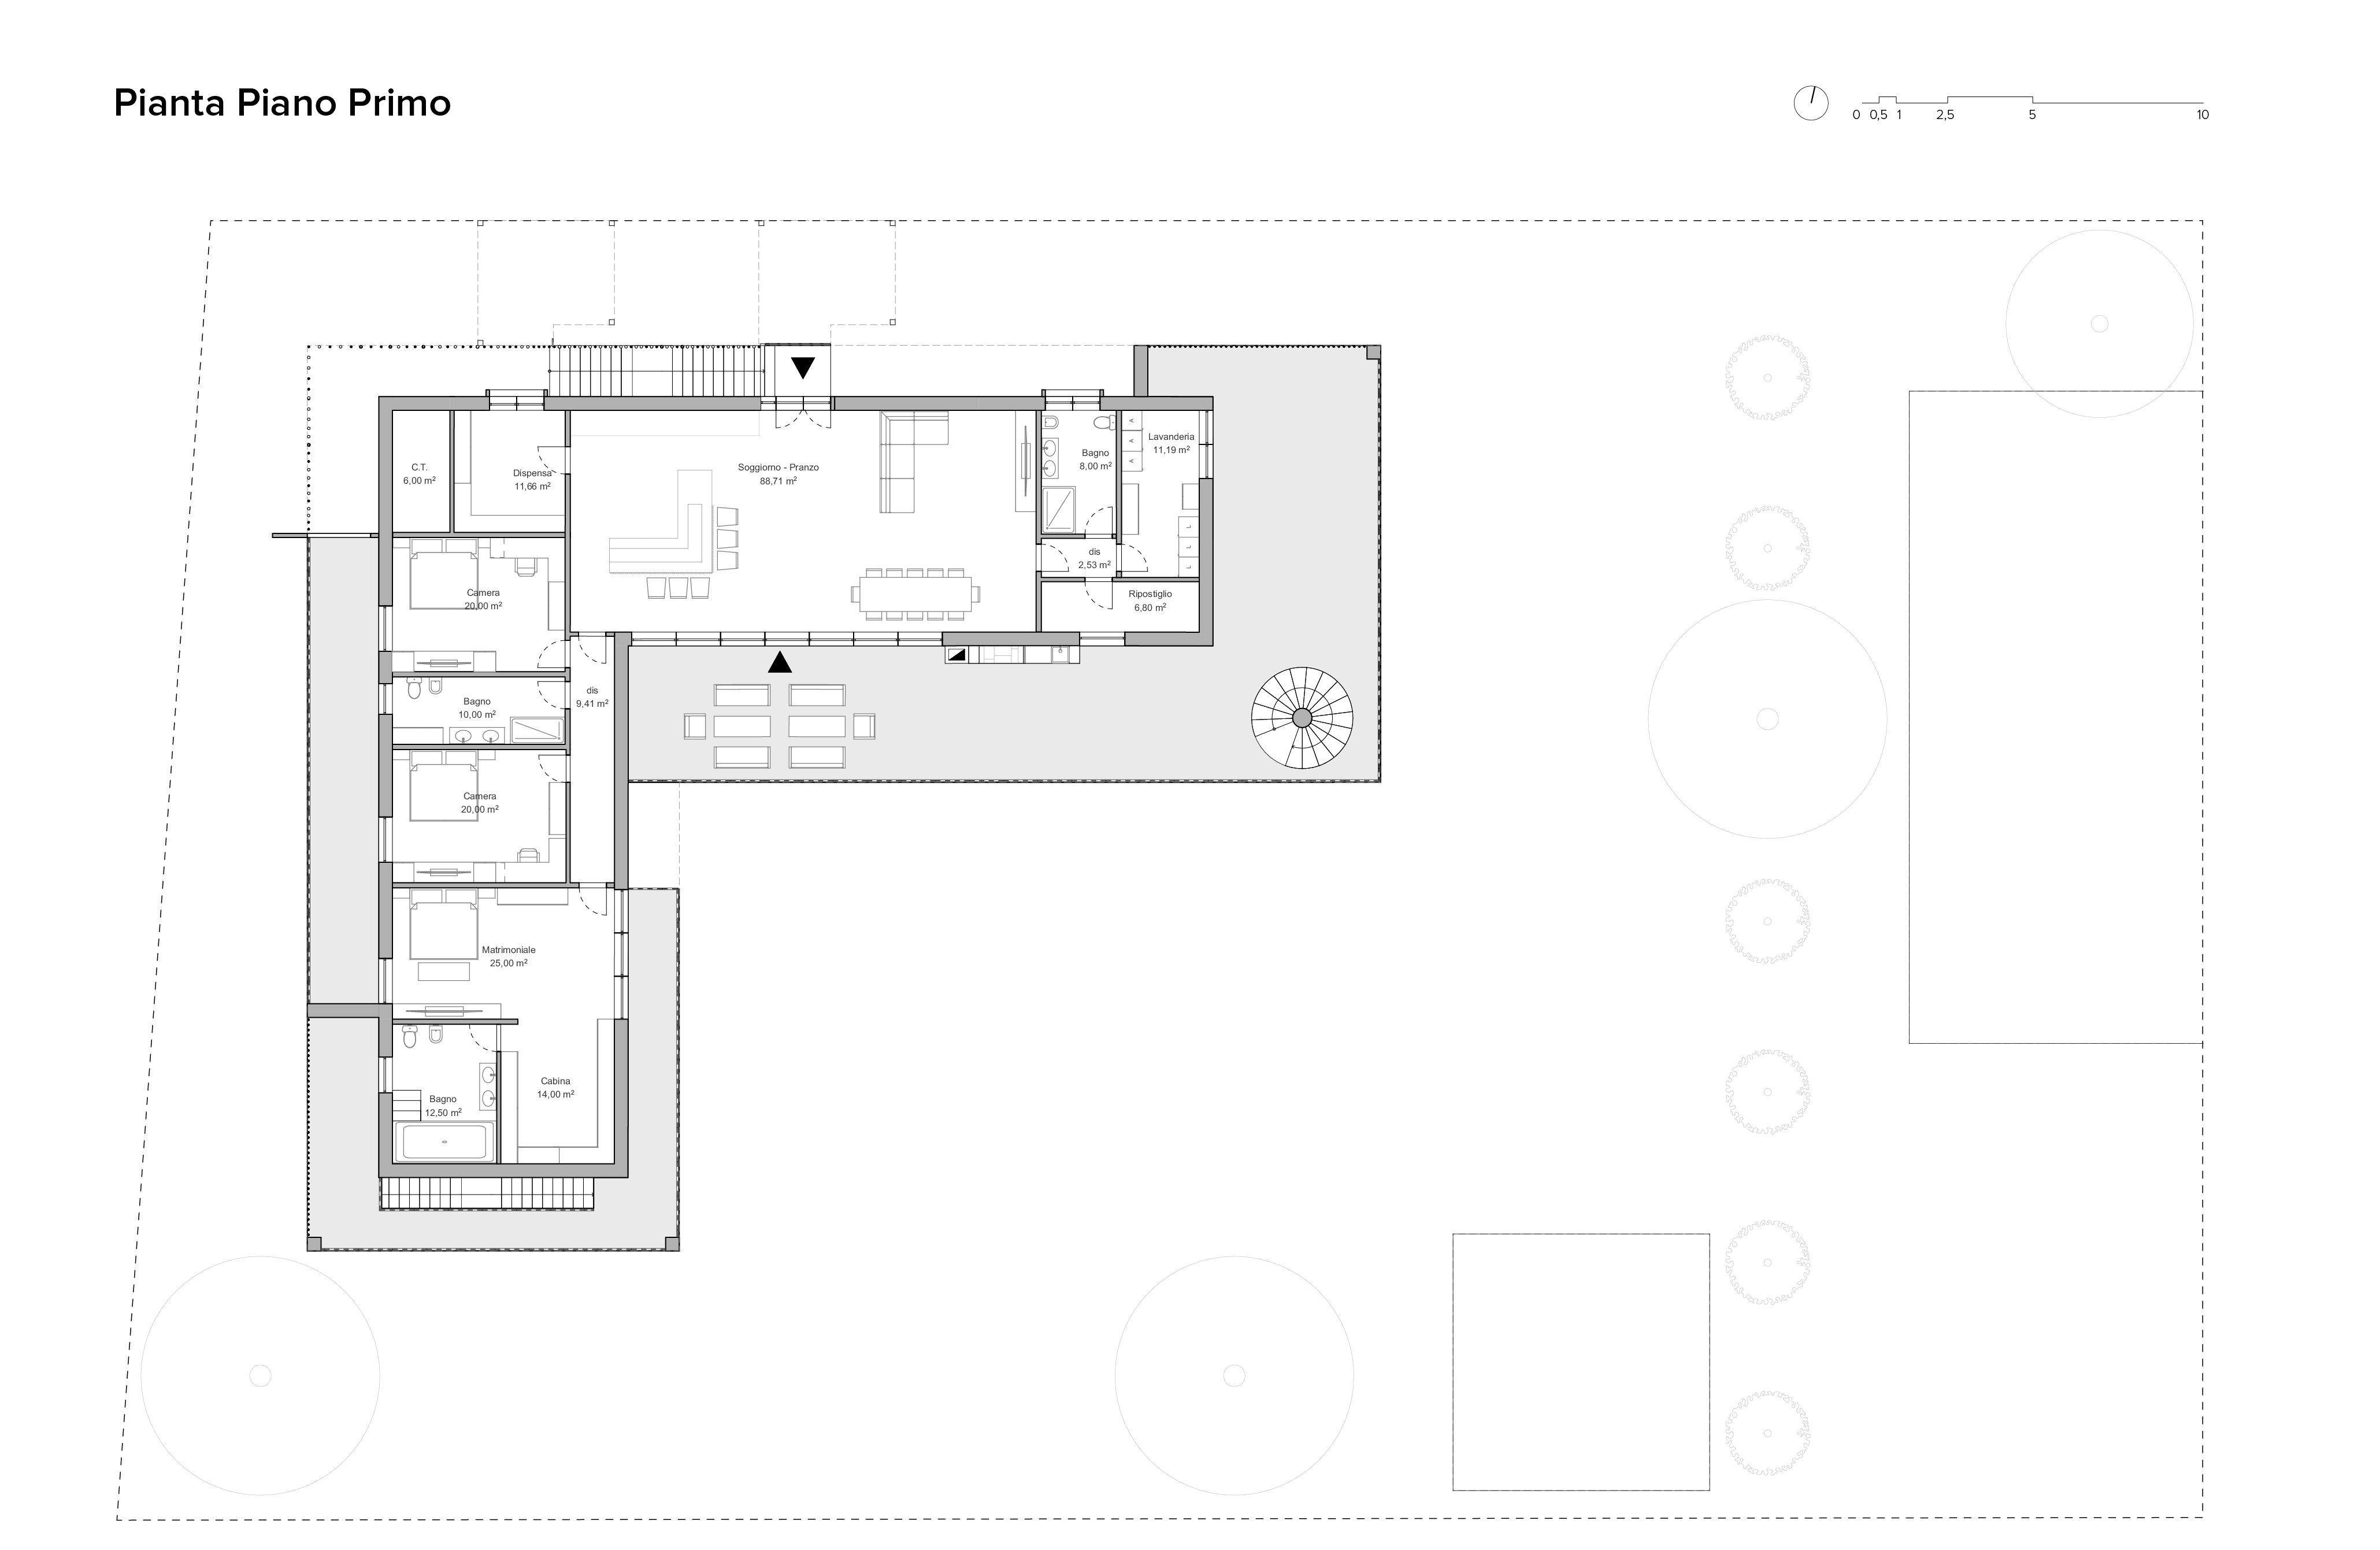 Pianta Piano Primo
0 0,5 1 2,5 5 10
C.T.
6,00 m²
Dispensa
11,66 m²
Soggiorno - Pranzo
88,71 m²
Bagno
8,00 m²
Lavanderia
11,19 m²
A
A
A
L
L
L
dis
2,53 m²
Ripostiglio
6,80 m²
Camera
20,00 m²
Bagno
10,00 m²
dis
9,41 m²
Camera
20,00 m²
Matrimoniale
25,00 m²
Cabina
14,00 m²
Bagno
12,50 m²